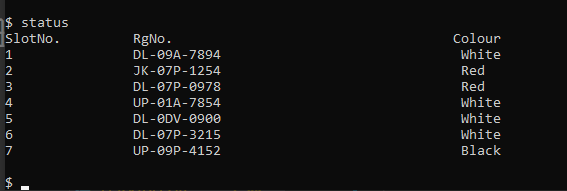 $ status
SlotNo. RgNo. Colour
1 DL-09A-7894 White
2 JK-07P-1254 Red
3 DL-07P-0978 Red
4 UP-01A-7854 White
5 DL-0DV-0900 White
6 DL-07P-3215 White
7 UP-09P-4152 Black
$